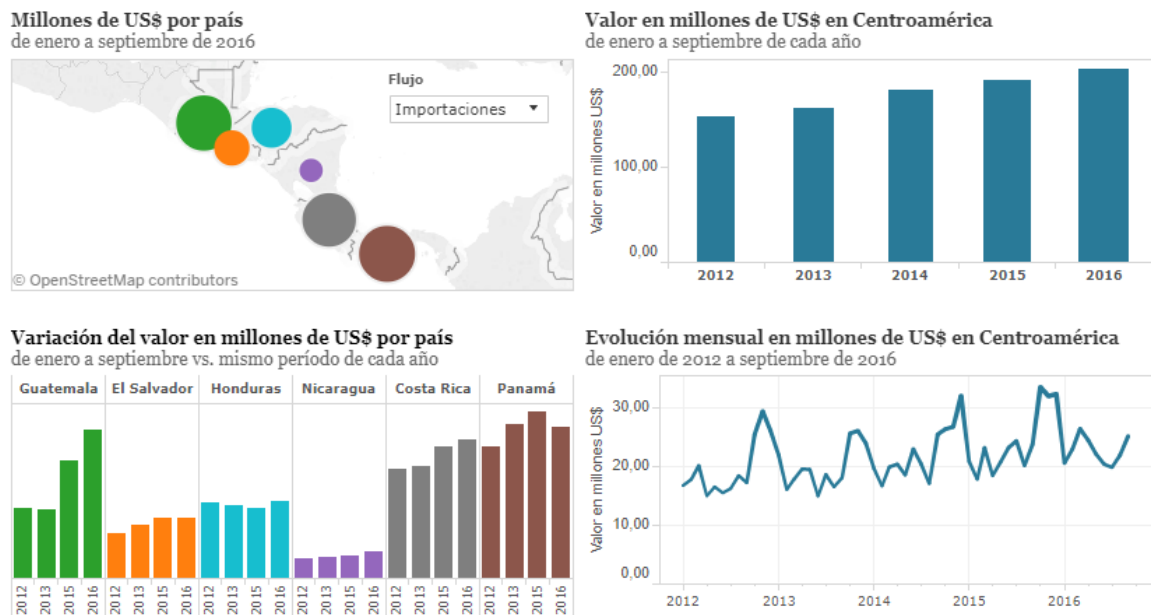 Millones de US$ por país
de enero a septiembre de 2016
Flujo
Importaciones
© OpenStreetMap contributors
Valor en millones de US$ en Centroamérica
de enero a septiembre de cada año
Valor en millones US$
200,00
100,00
0,00
2012 2013 2014 2015 2016
Variación del valor en millones de US$ por país
de enero a septiembre vs. mismo período de cada año
Guatemala El Salvador Honduras Nicaragua Costa Rica Panamá
2012 2013 2015 2016 2012 2013 2015 2016 2012 2013 2015 2016 2012 2013 2015 2016 2012 2013 2015 2016 2012 2013 2015 2016
Evolución mensual en millones de US$ en Centroamérica
de enero de 2012 a septiembre de 2016
Valor en millones US$
30,00
20,00
10,00
0,00
2012 2013 2014 2015 2016